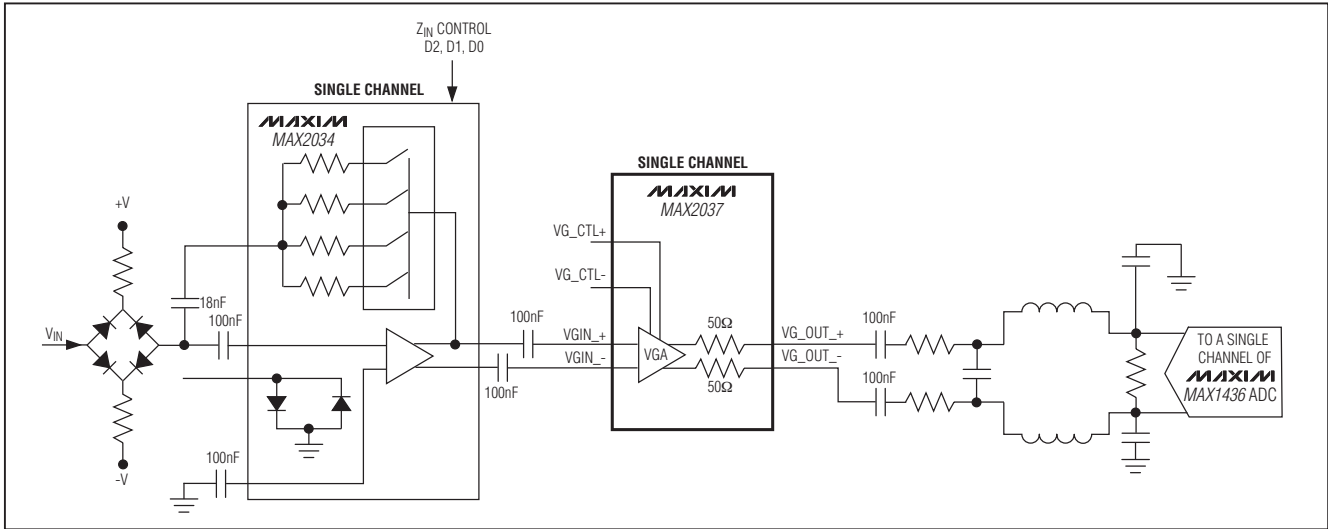 Z_IN CONTROL
D2, D1, D0
SINGLE CHANNEL
MAXIM
MAX2034
SINGLE CHANNEL
MAXIM
MAX2037
+V
VG_CTL+
VG_CTL-
18nF
100nF
V_IN
100nF
VGIN_+
VGIN_-
100nF
VGA
50Ω
50Ω
VG_OUT_+
VG_OUT_-
100nF
100nF
TO A SINGLE
CHANNEL OF
MAXIM
MAX1436 ADC
100nF
-V